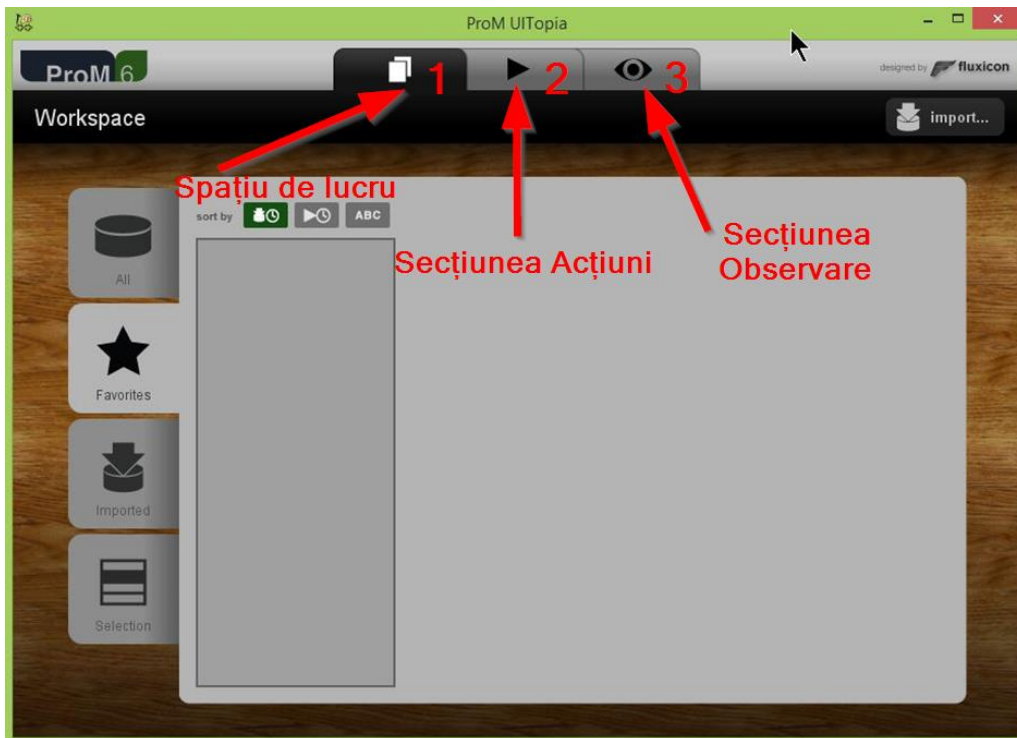 ProM UITopia
ProM 6
1
2
3
designed by fluxicon
Workspace
import...
Spațiu de lucru
sort by ABC
Secțiunea Acțiuni
Secțiunea
Observare
All
Favorites
Imported
Selection